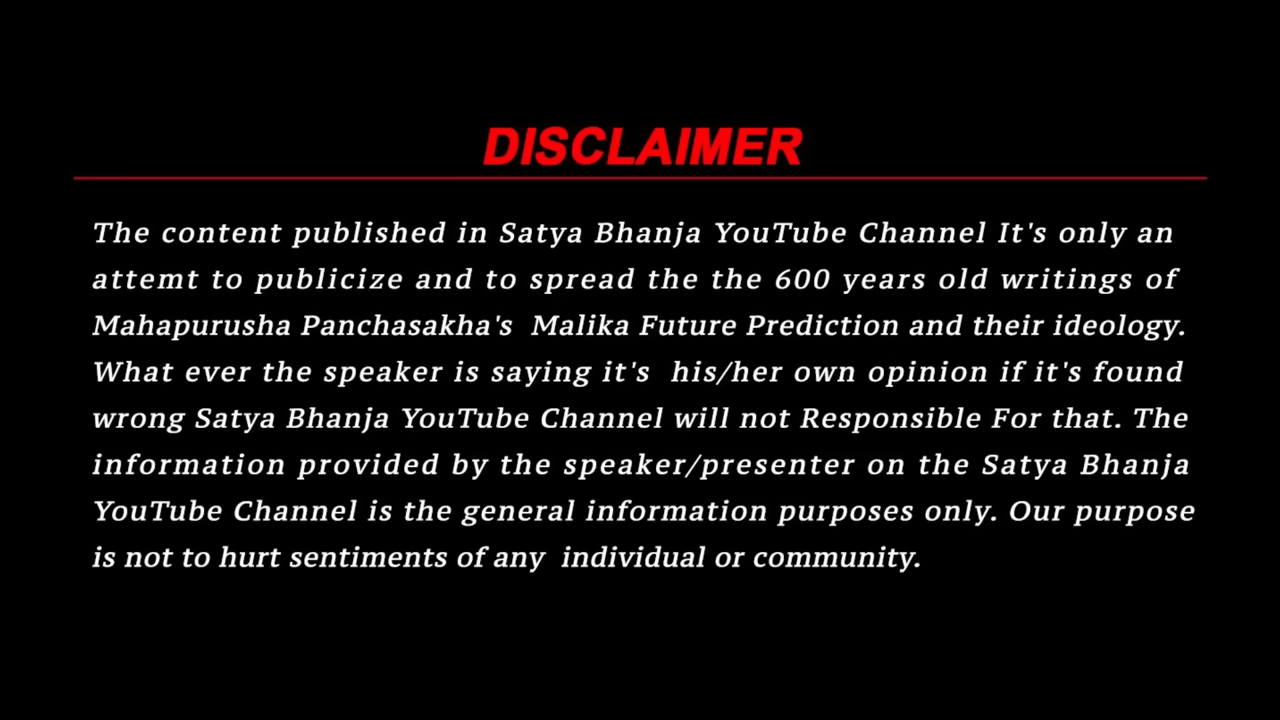 DISCLAIMER
The content published in Satya Bhanja YouTube Channel It's only an
attemt to publicize and to spread the the 600 years old writings of
Mahapurusha Panchasakha's Malika Future Prediction and their ideology.
What ever the speaker is saying it's his/her own opinion if it's found
wrong Satya Bhanja YouTube Channel will not Responsible For that. The
information provided by the speaker/presenter on the Satya Bhanja
YouTube Channel is the general information purposes only. Our purpose
is not to hurt sentiments of any individual or community.